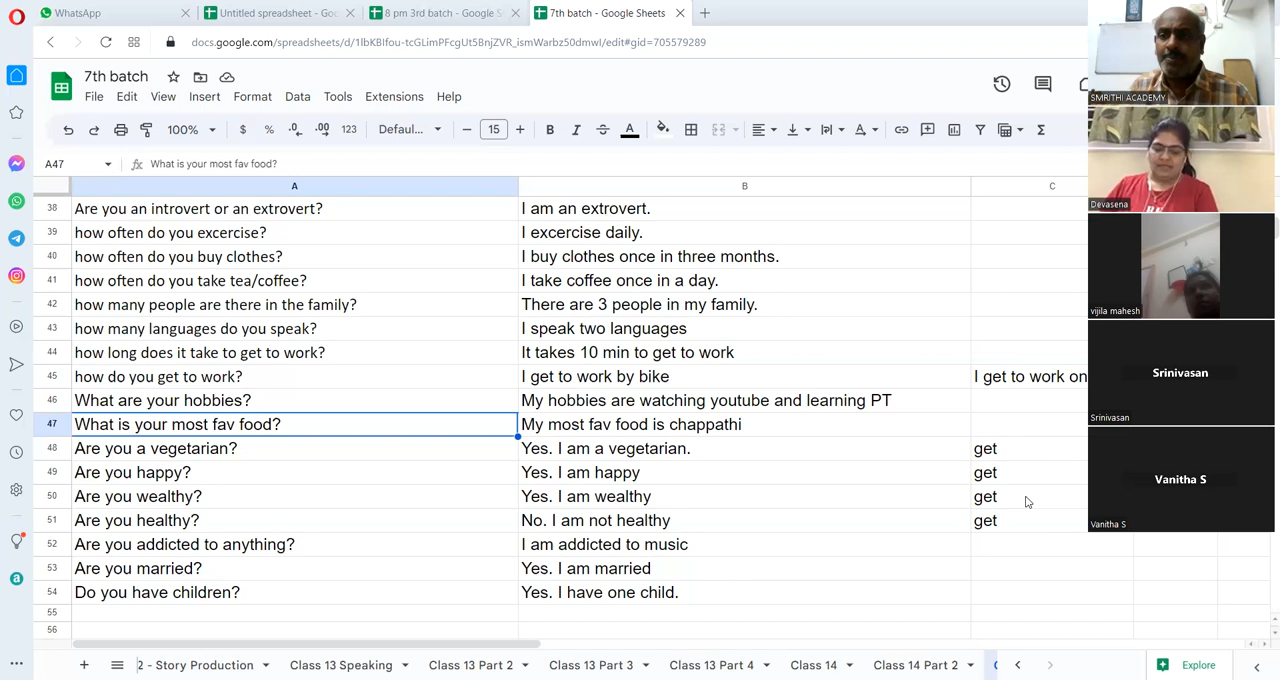 WhatsApp
Untitled spreadsheet - Goo
8 pm 3rd batch - Google S
7th batch - Google Sheets
docs.google.com/spreadsheets/d/1lbKBIfou-tcGLimPFcgUt5BnjZVR_ismWarbz50dmwI/edit#gid=705579289
7th batch
File Edit View Insert Format Data Tools Extensions Help
100% $ % .0 .00 123 Defaul... 15 B I A
A47 fx What is your most fav food?
A B C
38 Are you an introvert or an extrovert? I am an extrovert.
39 how often do you excercise? I excercise daily.
40 how often do you buy clothes? I buy clothes once in three months.
41 how often do you take tea/coffee? I take coffee once in a day.
42 how many people are there in the family? There are 3 people in my family.
43 how many languages do you speak? I speak two languages
44 how long does it take to get to work? It takes 10 min to get to work
45 how do you get to work? I get to work by bike I get to work on
46 What are your hobbies? My hobbies are watching youtube and learning PT
47 What is your most fav food? My most fav food is chappathi
48 Are you a vegetarian? Yes. I am a vegetarian. get
49 Are you happy? Yes. I am happy get
50 Are you wealthy? Yes. I am wealthy get
51 Are you healthy? No. I am not healthy get
52 Are you addicted to anything? I am addicted to music
53 Are you married? Yes. I am married
54 Do you have children? Yes. I have one child.
55
56
2 - Story Production Class 13 Speaking Class 13 Part 2 Class 13 Part 3 Class 13 Part 4 Class 14 Class 14 Part 2 Explore
SMRITHI ACADEMY
Devasena
vijila mahesh
Srinivasan
Srinivasan
Vanitha S
Vanitha S